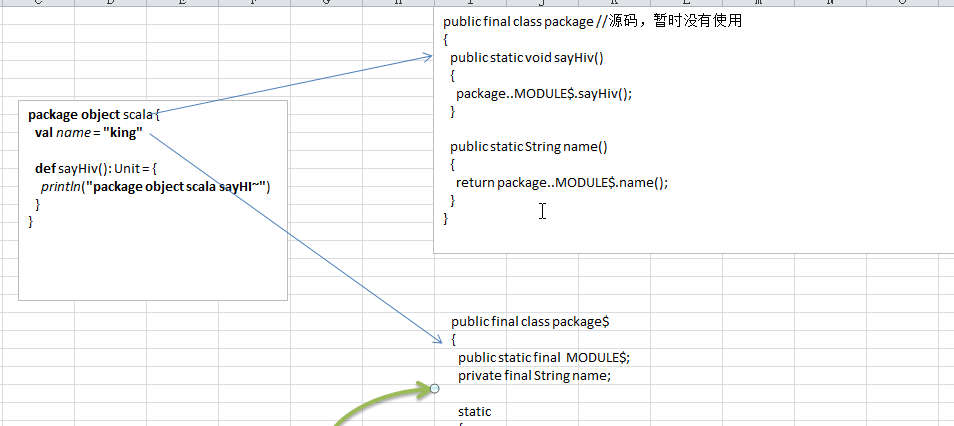 package object scala {
val name = "king"
def sayHiv(): Unit = {
println("package object scala sayHI~")
}
}
public final class package //源码，暂时没有使用
{
public static void sayHiv()
{
package..MODULE$.sayHiv();
}
public static String name()
{
return package..MODULE$.name();
}
}
public final class package$
{
public static final MODULE$;
private final String name;
static